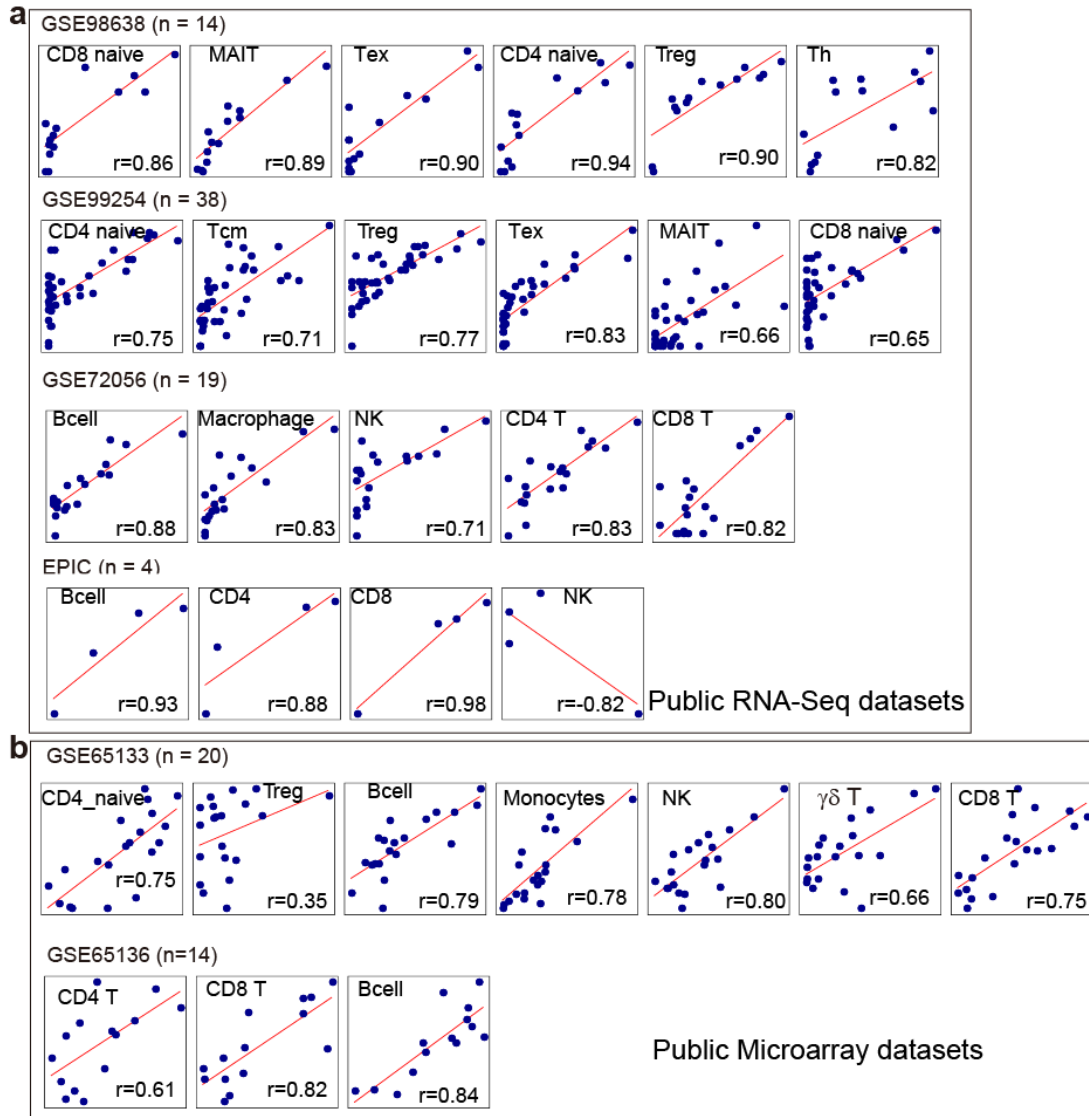 a
GSE98638 (n = 14)
CD8 naive MAIT Tex CD4 naive Treg Th
r=0.86 r=0.89 r=0.90 r=0.94 r=0.90 r=0.82
GSE99254 (n = 38)
CD4 naive Tcm Treg Tex MAIT CD8 naive
r=0.75 r=0.71 r=0.77 r=0.83 r=0.66 r=0.65
GSE72056 (n = 19)
Bcell Macrophage NK CD4 T CD8 T
r=0.88 r=0.83 r=0.71 r=0.83 r=0.82
EPIC (n = 4)
Bcell CD4 CD8 NK
r=0.93 r=0.88 r=0.98 r=-0.82
Public RNA-Seq datasets
b
GSE65133 (n = 20)
CD4_naive Treg Bcell Monocytes NK γδ T CD8 T
r=0.75 r=0.35 r=0.79 r=0.78 r=0.80 r=0.66 r=0.75
GSE65136 (n=14)
CD4 T CD8 T Bcell
r=0.61 r=0.82 r=0.84
Public Microarray datasets